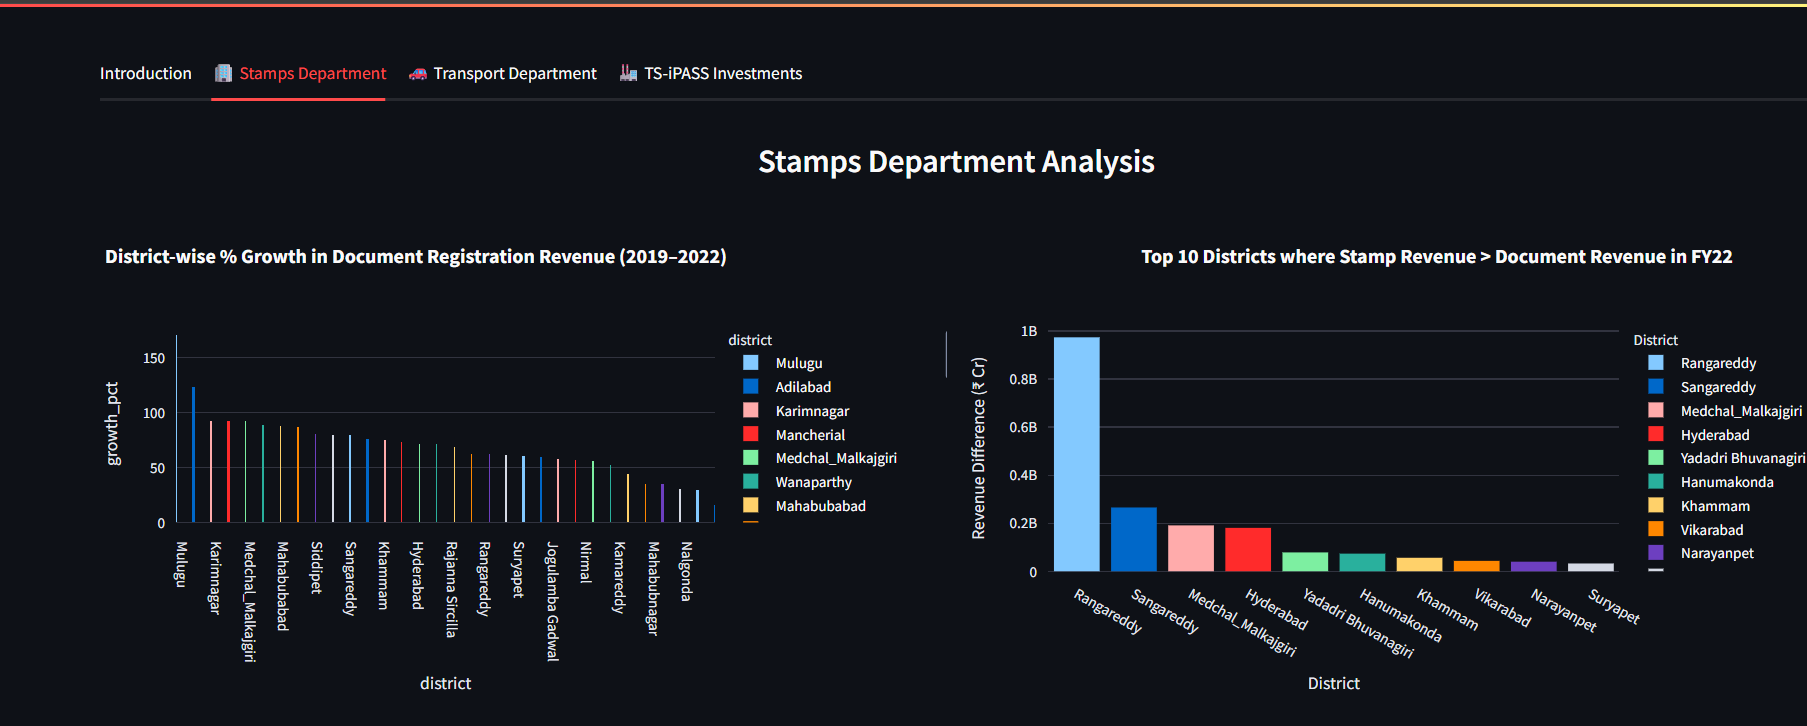 Introduction
Stamps Department
Transport Department
TS-iPASS Investments
Stamps Department Analysis
District-wise % Growth in Document Registration Revenue (2019–2022)
growth_pct
150
100
50
0
Mulugu
Karimnagar
Medchal_Malkajgiri
Mahabubabad
Siddipet
Sangareddy
Khammam
Hyderabad
Rajanna Sircilla
Rangareddy
Suryapet
Jogulamba Gadwal
Nirmal
Kamareddy
Mahabubnagar
Nalgonda
district
district
Mulugu
Adilabad
Karimnagar
Mancherial
Medchal_Malkajgiri
Wanaparthy
Mahabubabad
Top 10 Districts where Stamp Revenue > Document Revenue in FY22
Revenue Difference (₹ Cr)
1B
0.8B
0.6B
0.4B
0.2B
0
Rangareddy
Sangareddy
Medchal_Malkajgiri
Hyderabad
Yadadri Bhuvanagiri
Hanumakonda
Khammam
Vikarabad
Narayanpet
Suryapet
District
District
Rangareddy
Sangareddy
Medchal_Malkajgiri
Hyderabad
Yadadri Bhuvanagiri
Hanumakonda
Khammam
Vikarabad
Narayanpet